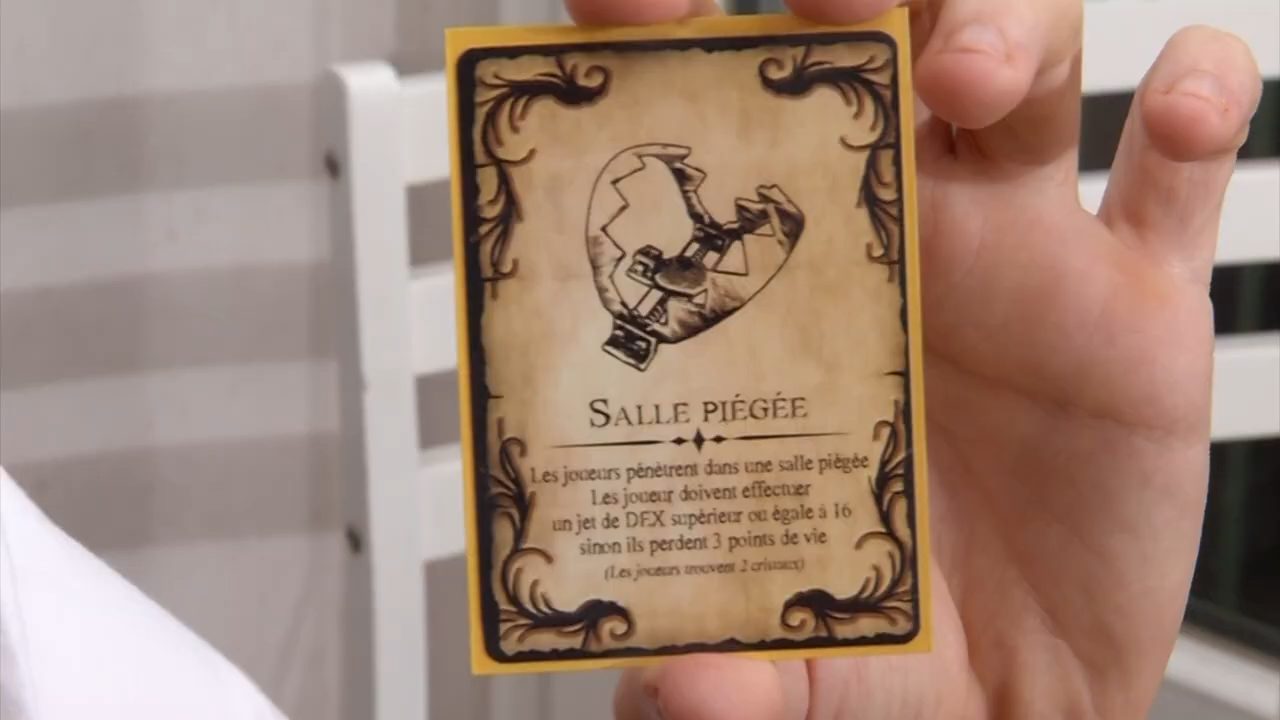 SALLE PIÉGÉE
Les joueurs pénètrent dans une salle piégée
Les joueur doivent effectuer
un jet de DEX supérieur ou égale à 16
sinon ils perdent 3 points de vie
(Les joueurs trouvent 2 cristaux)